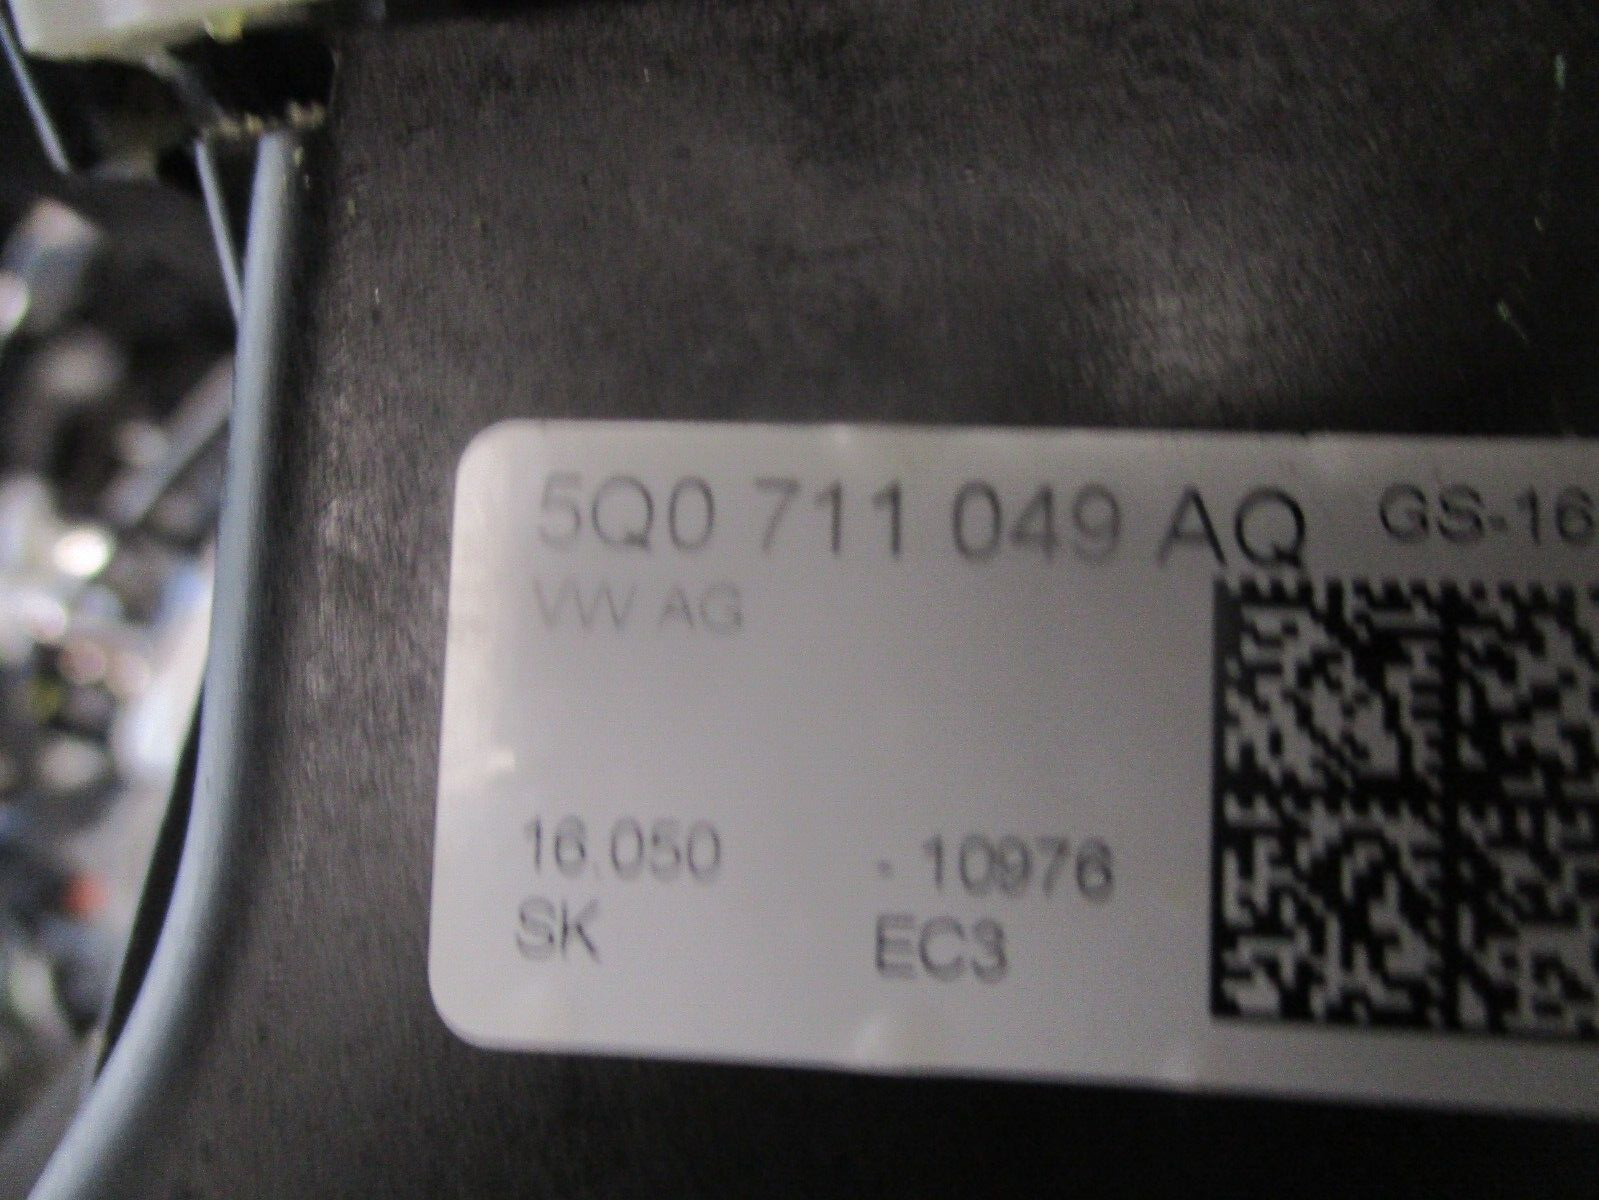 5Q0 711 049 AQ GS-16
VW AG
16.050 - 10976
SK EC3